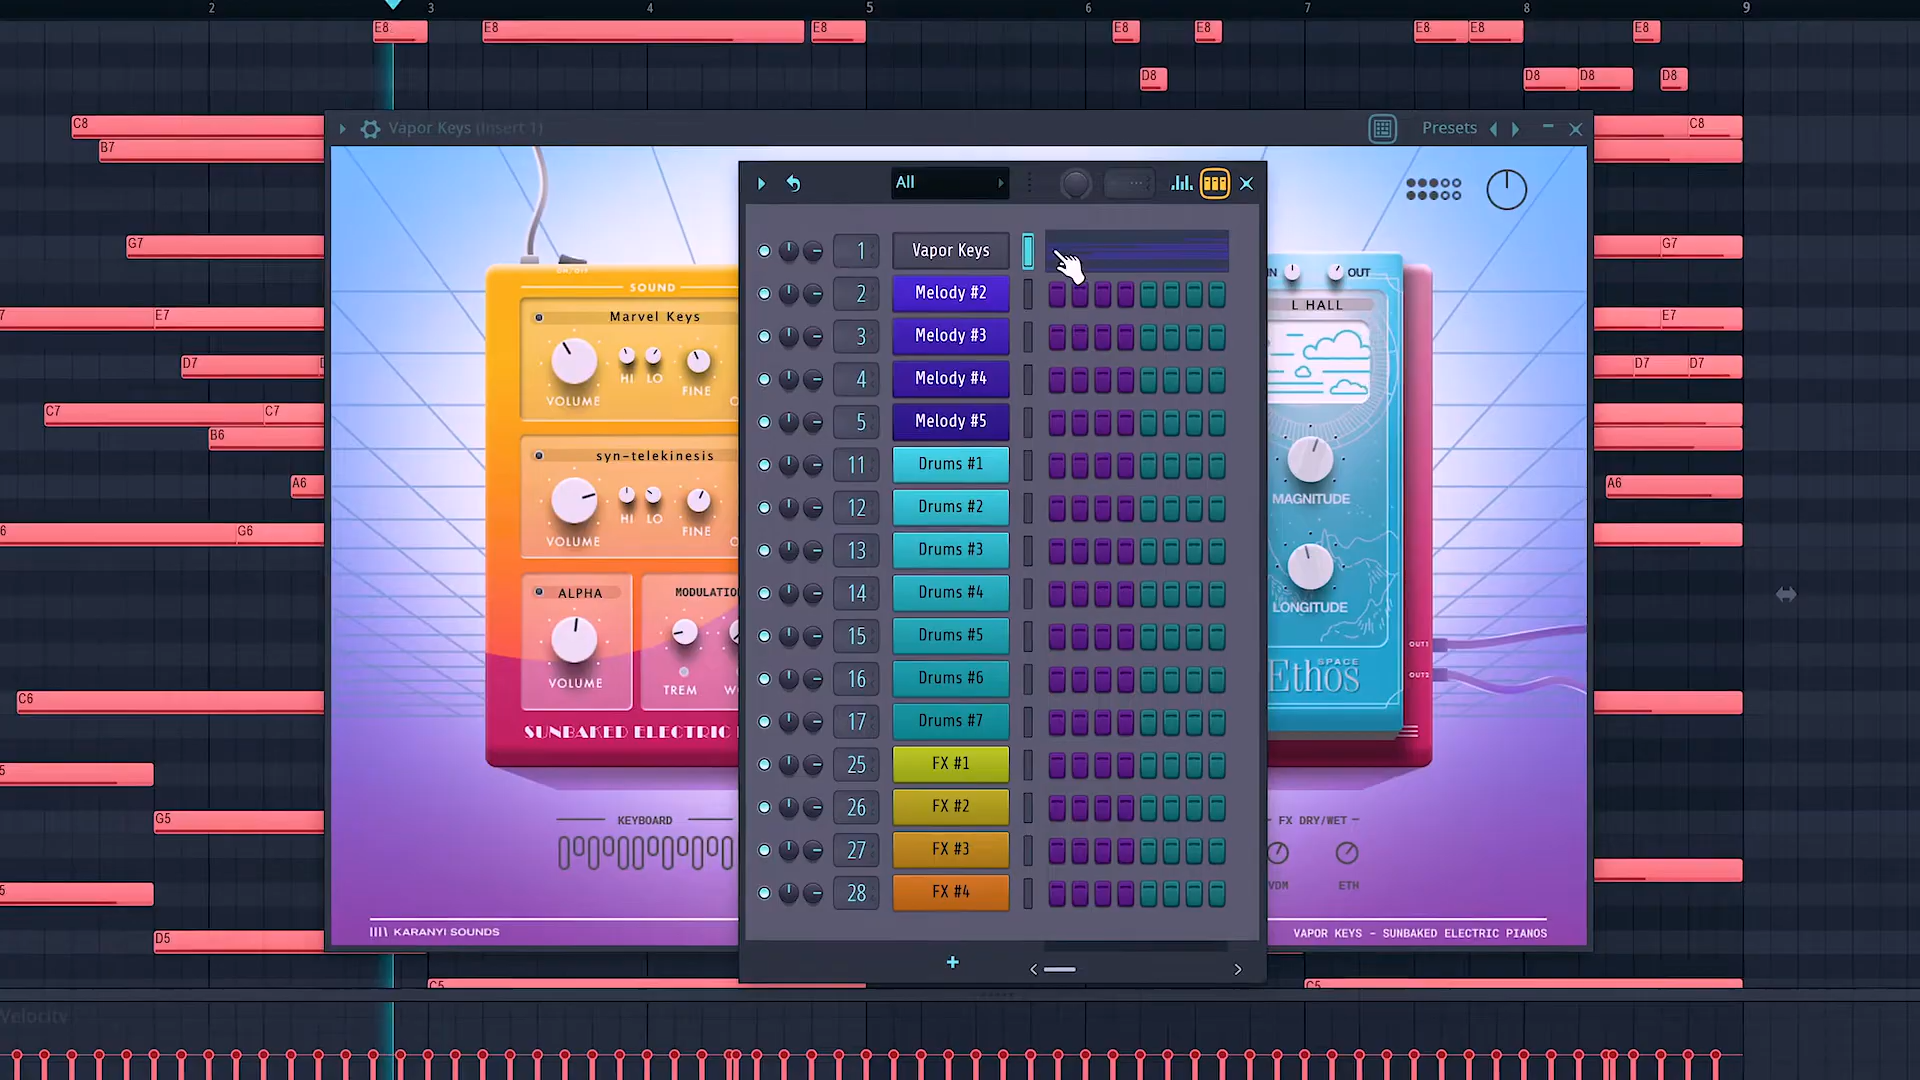 2 3 4 5 6 7 8 9
E8 E8 E8 E8 E8 E8 E8 E8
D8 D8 D8 D8
C8 C8
B7
Vapor Keys (Insert 1) Presets
All
G7 G7
E7 E7
D7 D7 D7
C7 C7
B6
A6 A6
G6
C6
G5
D5
C5 C5
1 Vapor Keys
2 Melody #2
3 Melody #3
4 Melody #4
5 Melody #5
11 Drums #1
12 Drums #2
13 Drums #3
14 Drums #4
15 Drums #5
16 Drums #6
17 Drums #7
25 FX #1
26 FX #2
27 FX #3
28 FX #4
+
SOUND
Marvel Keys
VOLUME HI LO FINE
syn-telekinesis
VOLUME HI LO FINE
ALPHA
VOLUME
TREM
SUNBAKED ELECTRIC
KEYBOARD
IN OUT
L HALL
MAGNITUDE
LONGITUDE
OUT1
OUT2
SPACE
Ethos
FX DRY/WET
VDM ETH
KARANYI SOUNDS
VAPOR KEYS – SUNBAKED ELECTRIC PIANOS
Velocity